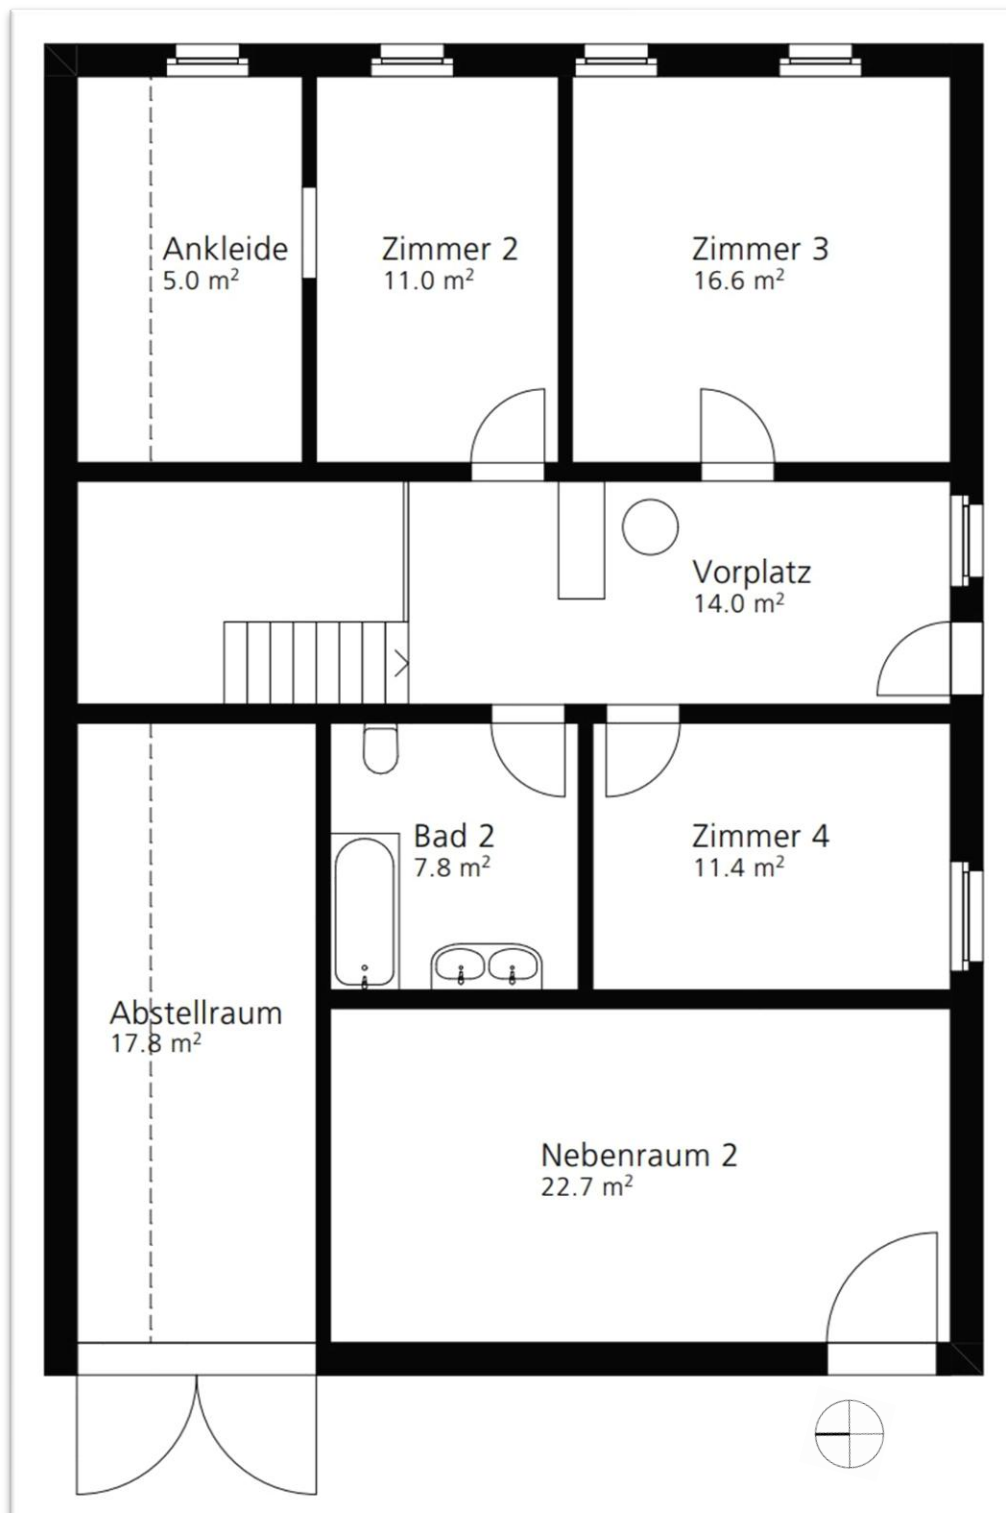 Ankleide
5.0 m²
Zimmer 2
11.0 m²
Zimmer 3
16.6 m²
Vorplatz
14.0 m²
Bad 2
7.8 m²
Zimmer 4
11.4 m²
Abstellraum
17.8 m²
Nebenraum 2
22.7 m²